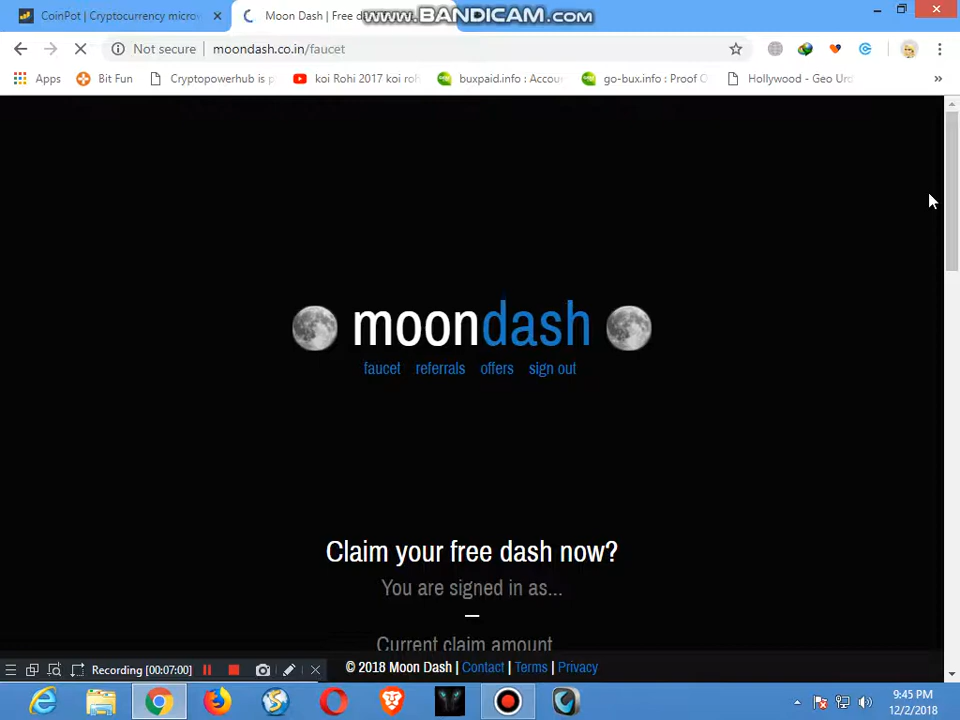 CoinPot | Cryptocurrency microw
Moon Dash | Free d
www.BANDICAM.com
Not secure
moondash.co.in/faucet
Apps
Bit Fun
Cryptopowerhub is p
koi Rohi 2017 koi roh
buxpaid.info : Accou
go-bux.info : Proof O
Hollywood - Geo Urd
»
moondash
faucet referrals offers sign out
Claim your free dash now?
You are signed in as...
Current claim amount
Recording [00:07:00]
© 2018 Moon Dash | Contact | Terms | Privacy
9:45 PM
12/2/2018